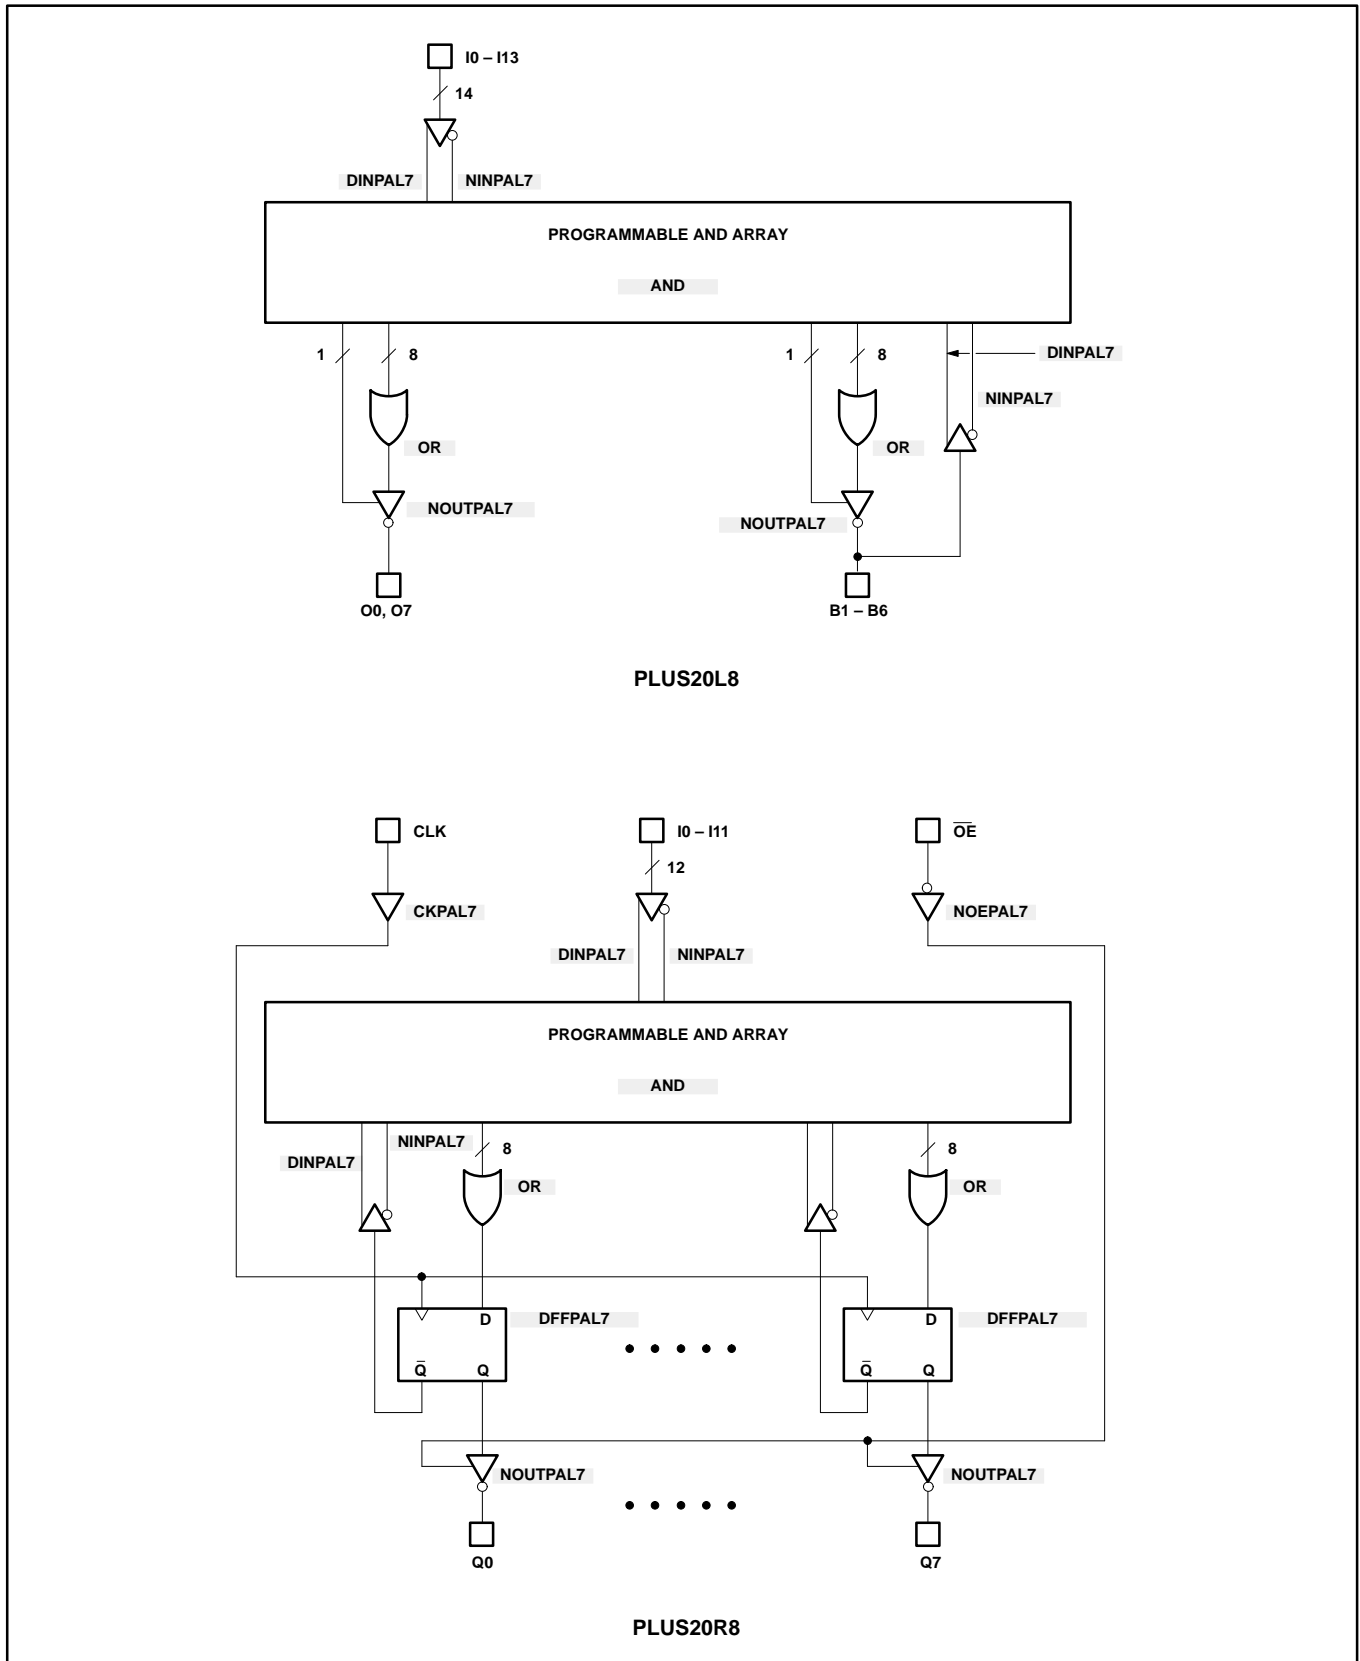 I0 – I13
14
DINPAL7 NINPAL7
PROGRAMMABLE AND ARRAY
AND
1 8 1 8 DINPAL7
NINPAL7
OR OR
NOUTPAL7 NOUTPAL7
O0, O7 B1 – B6
PLUS20L8
CLK I0 – I11 O̅E̅
12
CKPAL7 NOEPAL7
DINPAL7 NINPAL7
PROGRAMMABLE AND ARRAY
AND
NINPAL7 8 8
DINPAL7
OR OR
D DFFPAL7 D DFFPAL7
Q̅ Q Q̅ Q
NOUTPAL7 NOUTPAL7
Q0 Q7
PLUS20R8